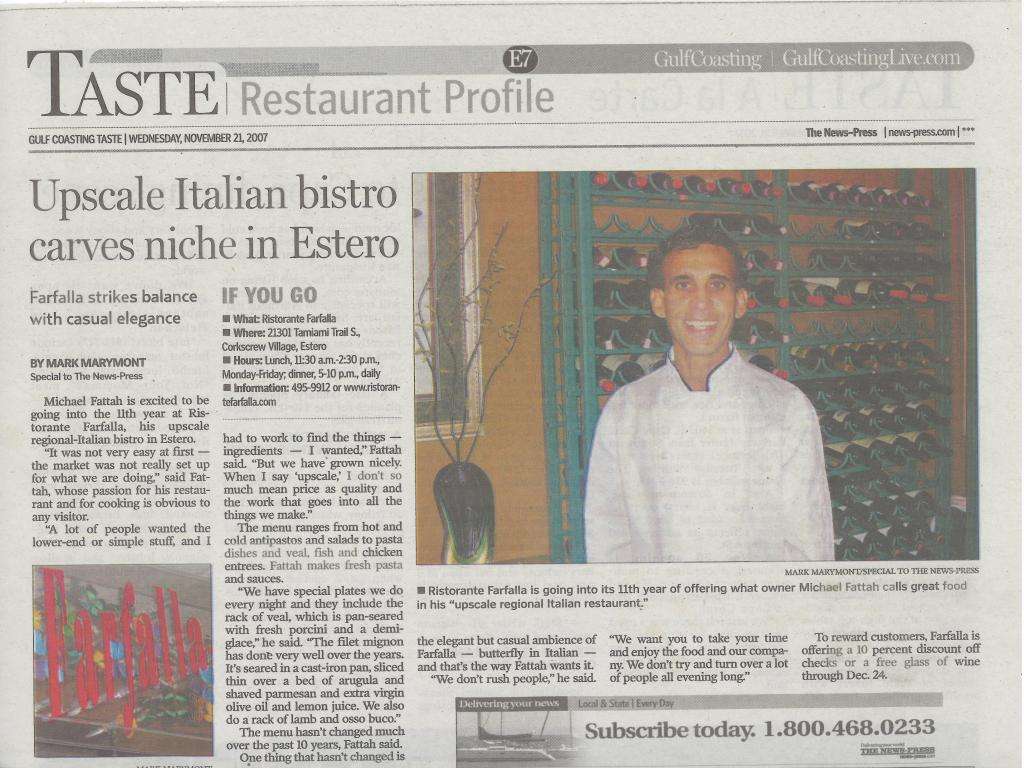 TASTE
Restaurant Profile
E7
GulfCoasting | GulfCoastingLive.com
GULF COASTING TASTE | WEDNESDAY, NOVEMBER 21, 2007
The News-Press | news-press.com | ***
Upscale Italian bistro
carves niche in Estero
Farfalla strikes balance
with casual elegance
BY MARK MARYMONT
Special to The News-Press
Michael Fattah is excited to be
going into the 11th year at Ris-
torante Farfalla, his upscale
regional-Italian bistro in Estero.
"It was not very easy at first —
the market was not really set up
for what we are doing," said Fat-
tah, whose passion for his restau-
rant and for cooking is obvious to
any visitor.
"A lot of people wanted the
lower-end or simple stuff, and I
Farfalla
MARK MARYMONT/
IF YOU GO
■ What: Ristorante Farfalla
■ Where: 21301 Tamiami Trail S.,
Corkscrew Village, Estero
■ Hours: Lunch, 11:30 a.m.-2:30 p.m.,
Monday-Friday; dinner, 5-10 p.m., daily
■ Information: 495-9912 or www.ristoran-
tefarfalla.com
had to work to find the things —
ingredients — I wanted," Fattah
said. "But we have grown nicely.
When I say 'upscale,' I don't so
much mean price as quality and
the work that goes into all the
things we make."
The menu ranges from hot and
cold antipastos and salads to pasta
dishes and veal, fish and chicken
entrees. Fattah makes fresh pasta
and sauces.
"We have special plates we do
every night and they include the
rack of veal, which is pan-seared
with fresh porcini and a demi-
glace," he said. "The filet mignon
has done very well over the years.
It's seared in a cast-iron pan, sliced
thin over a bed of arugula and
shaved parmesan and extra virgin
olive oil and lemon juice. We also
do a rack of lamb and osso buco."
The menu hasn't changed much
over the past 10 years, Fattah said.
One thing that hasn't changed is
MARK MARYMONT/SPECIAL TO THE NEWS-PRESS
■ Ristorante Farfalla is going into its 11th year of offering what owner Michael Fattah calls great food
in his "upscale regional Italian restaurant."
the elegant but casual ambience of
Farfalla — butterfly in Italian —
and that's the way Fattah wants it.
"We don't rush people," he said.
"We want you to take your time
and enjoy the food and our compa-
ny. We don't try and turn over a lot
of people all evening long."
To reward customers, Farfalla is
offering a 10 percent discount off
checks or a free glass of wine
through Dec. 24.
Delivering your news
Local & State | Every Day
Subscribe today. 1.800.468.0233
Delivering your world
THE NEWS-PRESS
news-press.com